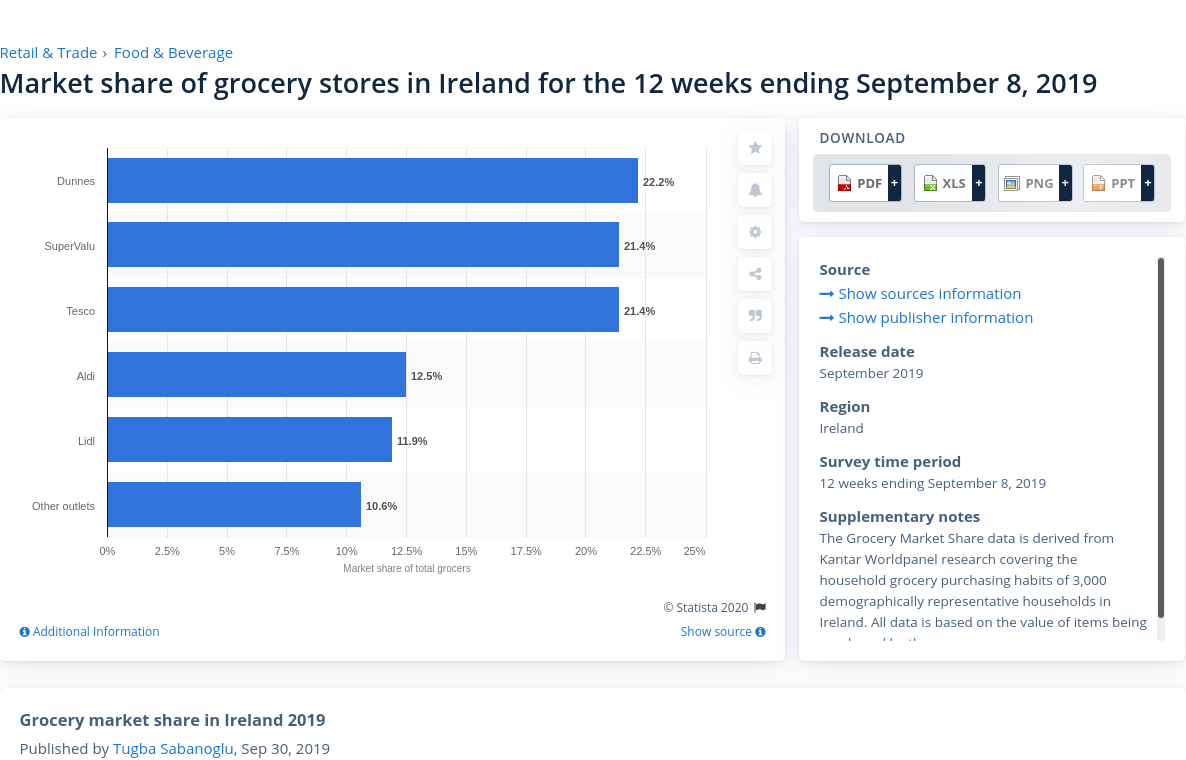 Retail & Trade › Food & Beverage
Market share of grocery stores in Ireland for the 12 weeks ending September 8, 2019
Dunnes 22.2%
SuperValu 21.4%
Tesco 21.4%
Aldi 12.5%
Lidl 11.9%
Other outlets 10.6%
0% 2.5% 5% 7.5% 10% 12.5% 15% 17.5% 20% 22.5% 25%
Market share of total grocers
© Statista 2020
Additional Information Show source
DOWNLOAD
PDF + XLS + PNG + PPT +
Source
Show sources information
Show publisher information
Release date
September 2019
Region
Ireland
Survey time period
12 weeks ending September 8, 2019
Supplementary notes
The Grocery Market Share data is derived from
Kantar Worldpanel research covering the
household grocery purchasing habits of 3,000
demographically representative households in
Ireland. All data is based on the value of items being
Grocery market share in Ireland 2019
Published by Tugba Sabanoglu, Sep 30, 2019